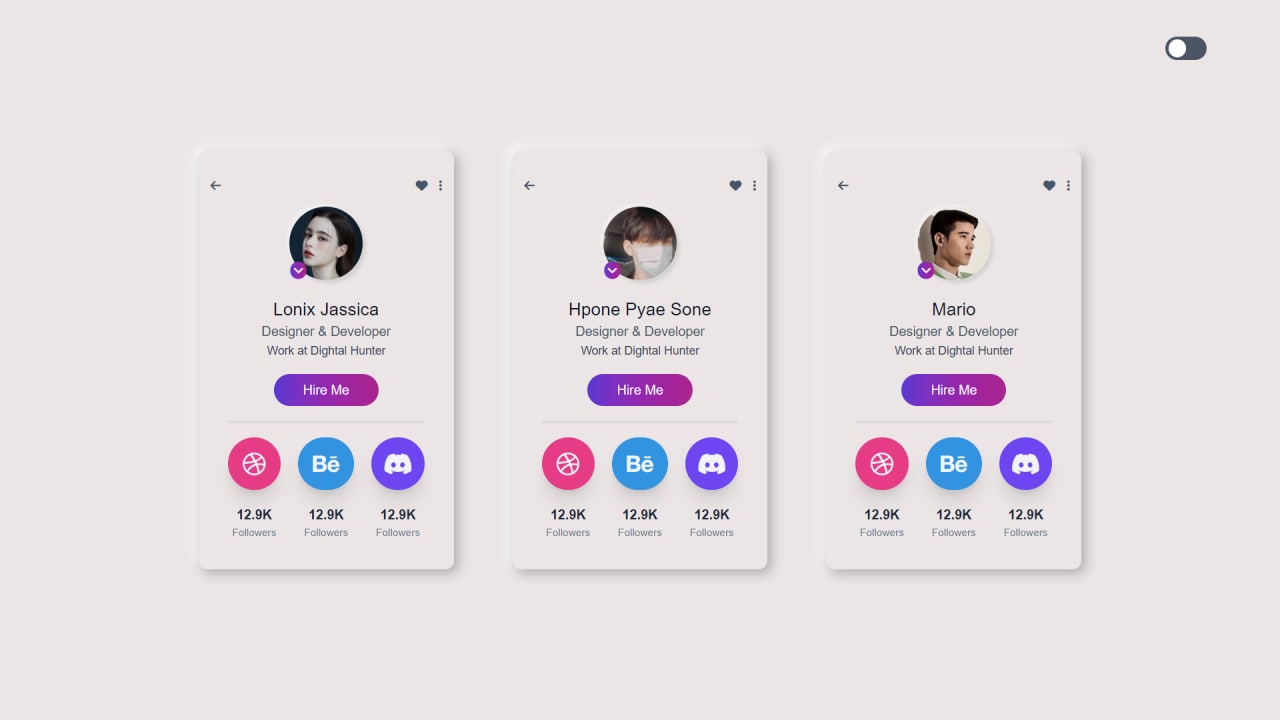 Lonix Jassica
Designer & Developer
Work at Dightal Hunter
Hire Me
Bē
12.9K 12.9K 12.9K
Followers Followers Followers
Hpone Pyae Sone
Designer & Developer
Work at Dightal Hunter
Hire Me
Bē
12.9K 12.9K 12.9K
Followers Followers Followers
Mario
Designer & Developer
Work at Dightal Hunter
Hire Me
Bē
12.9K 12.9K 12.9K
Followers Followers Followers